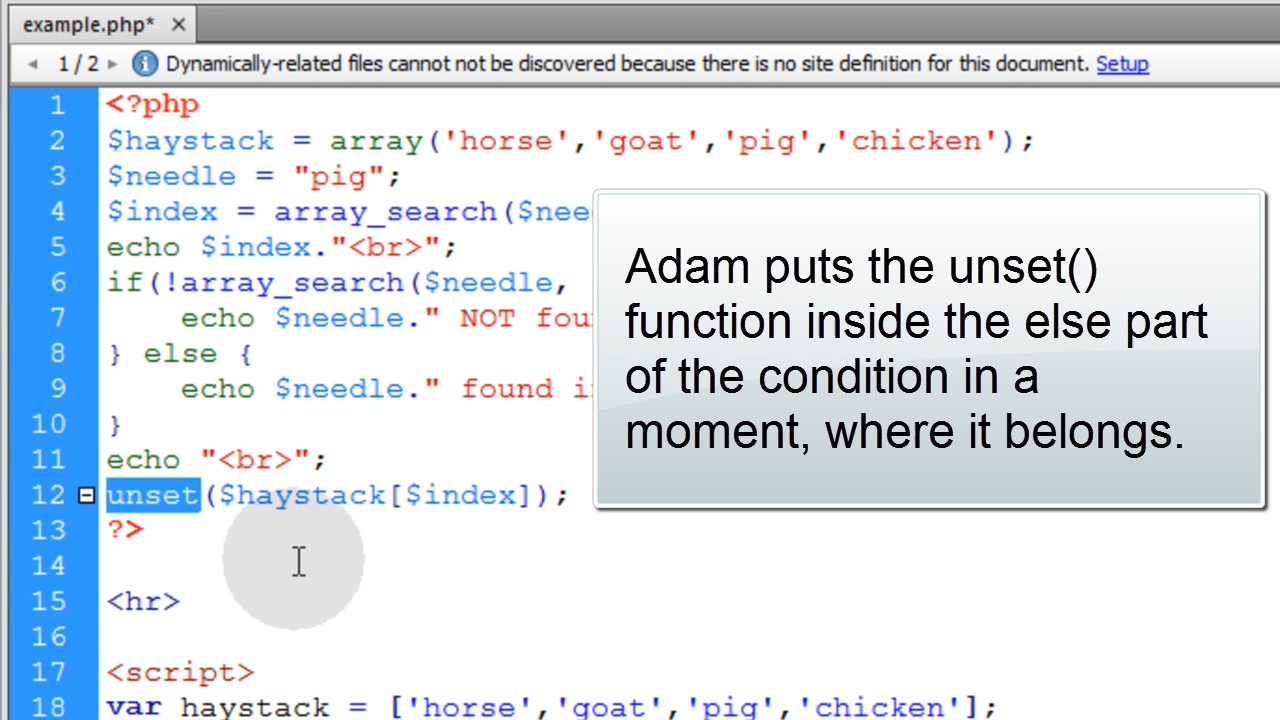 example.php* ×
1 / 2 Dynamically-related files cannot not be discovered because there is no site definition for this document. Setup
1 <?php
2 $haystack = array('horse','goat','pig','chicken');
3 $needle = "pig";
4 $index = array_search($nee
5 echo $index."<br>";
6 if(!array_search($needle,
7 echo $needle." NOT fou
8 } else {
9 echo $needle." found i
10 }
11 echo "<br>";
12 unset($haystack[$index]);
13 ?>
14
15 <hr>
16
17 <script>
18 var haystack = ['horse','goat','pig','chicken'];
Adam puts the unset()
function inside the else part
of the condition in a
moment, where it belongs.